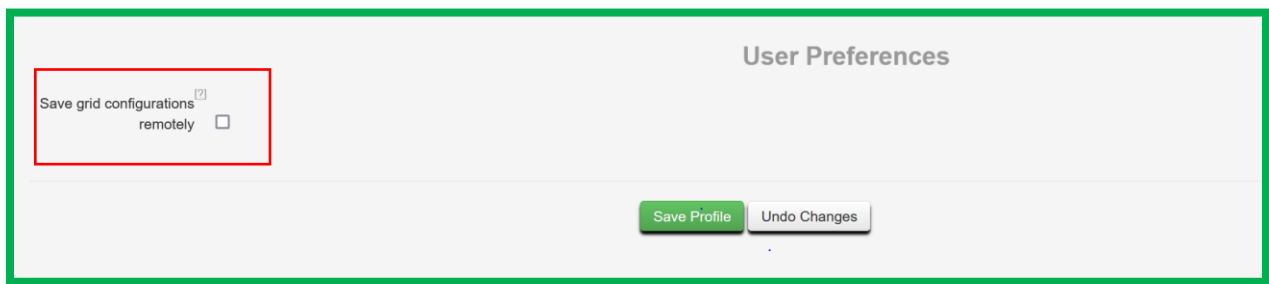 User Preferences
Save grid configurations [?]
remotely
Save Profile
Undo Changes